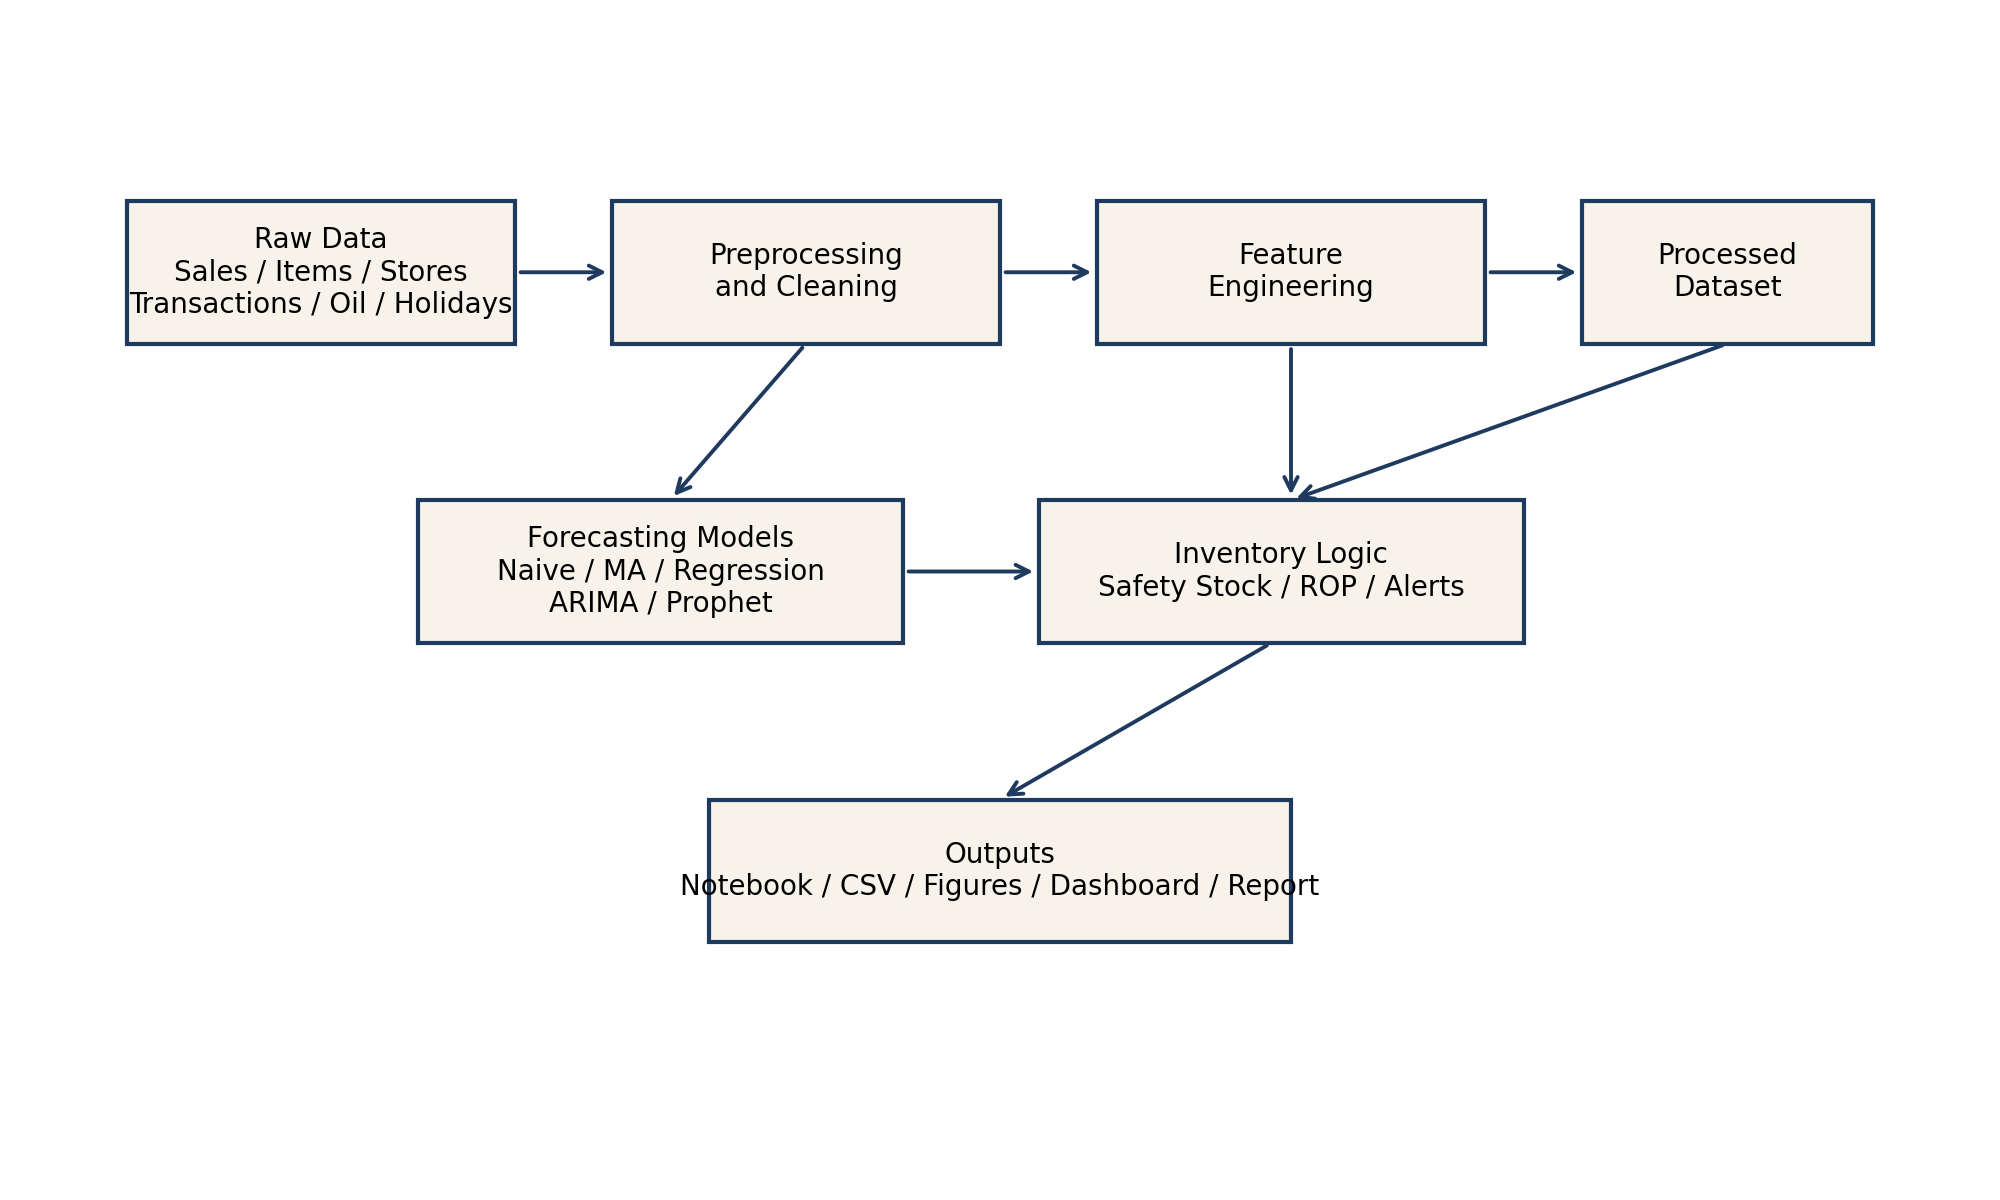 Raw Data
Sales / Items / Stores
Transactions / Oil / Holidays
Preprocessing
and Cleaning
Feature
Engineering
Processed
Dataset
Forecasting Models
Naive / MA / Regression
ARIMA / Prophet
Inventory Logic
Safety Stock / ROP / Alerts
Outputs
Notebook / CSV / Figures / Dashboard / Report